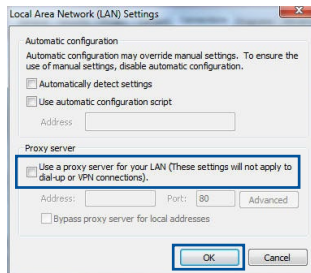 Local Area Network (LAN) Settings
Automatic configuration
Automatic configuration may override manual settings. To ensure the
use of manual settings, disable automatic configuration.
Automatically detect settings
Use automatic configuration script
Address
Proxy server
Use a proxy server for your LAN (These settings will not apply to
dial-up or VPN connections).
Address: Port: 80 Advanced
Bypass proxy server for local addresses
OK Cancel